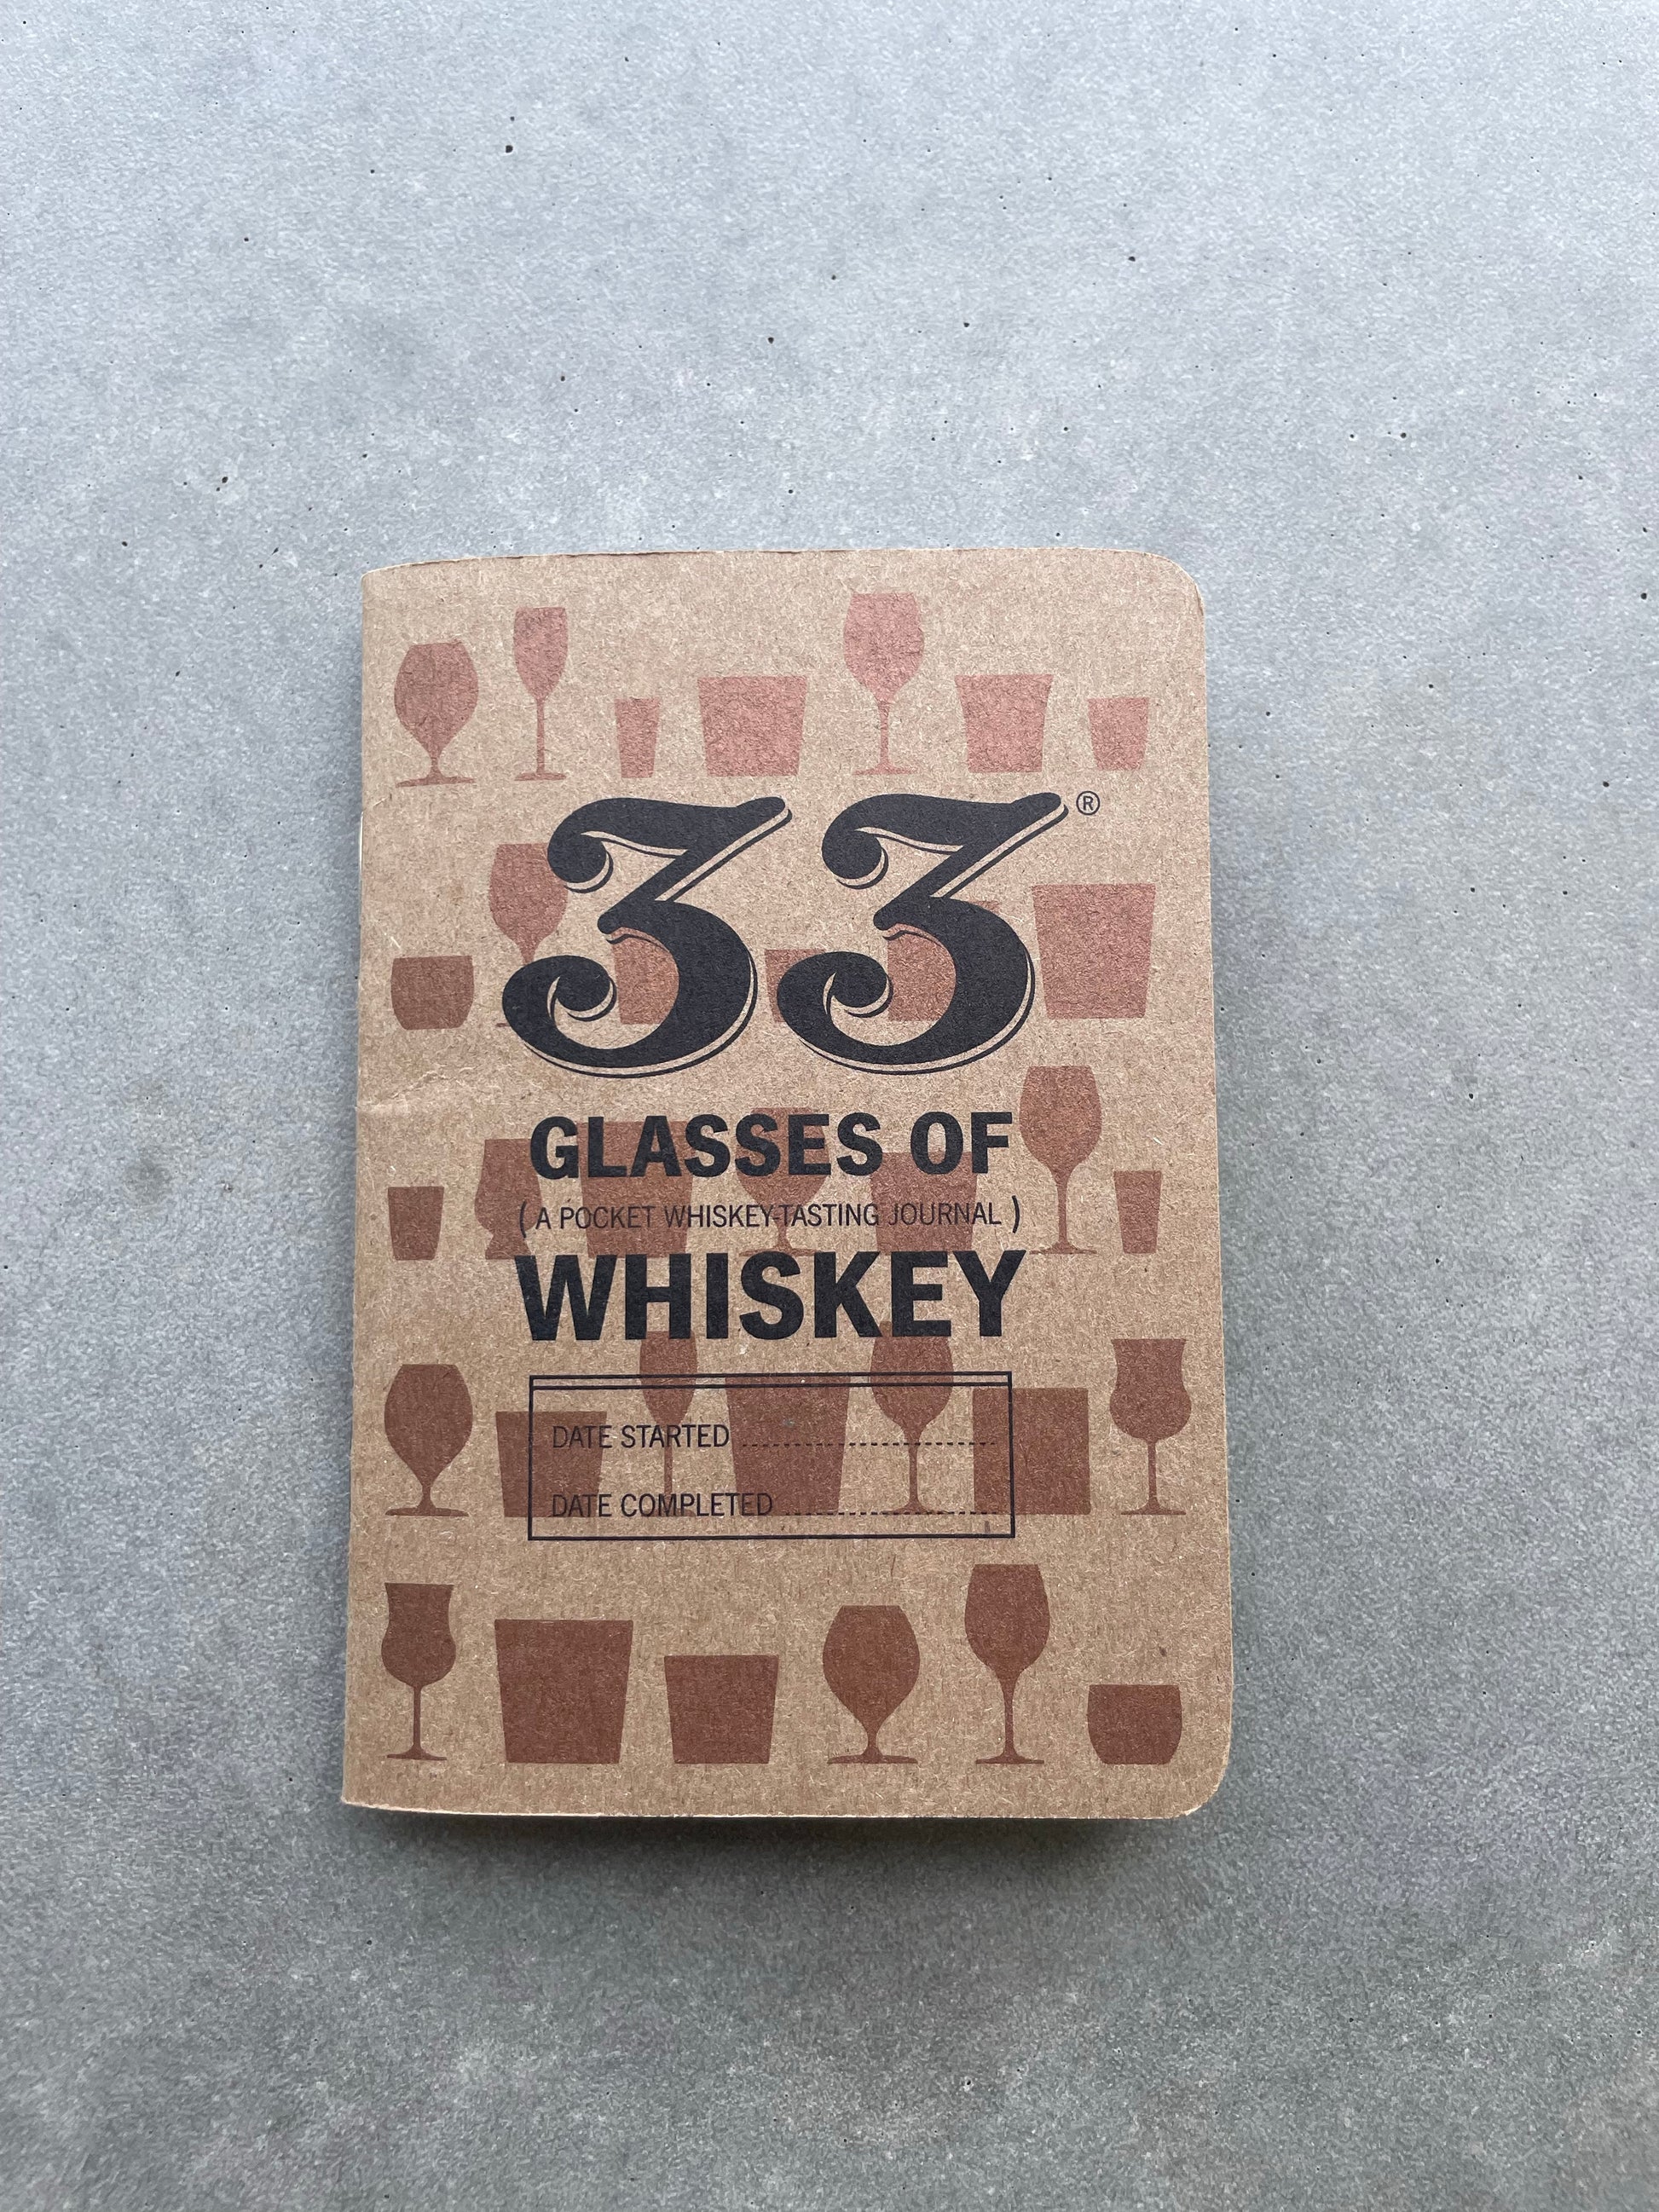 33®
GLASSES OF
( A POCKET WHISKEY-TASTING JOURNAL )
WHISKEY
DATE STARTED
DATE COMPLETED